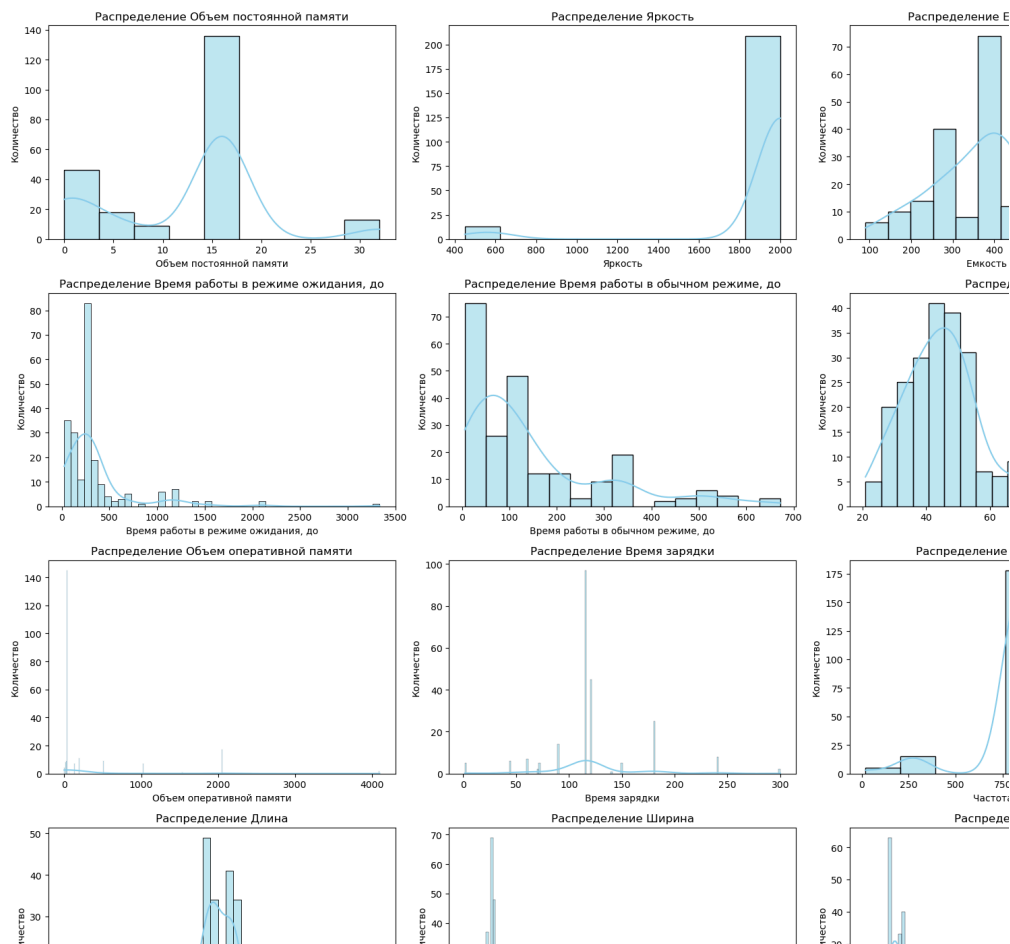 Распределение Объем постоянной памяти
140
120
100
80
60
40
20
0
Количество
0 5 10 15 20 25 30
Объем постоянной памяти
Распределение Яркость
200
175
150
125
100
75
50
25
0
Количество
400 600 800 1000 1200 1400 1600 1800 2000
Яркость
Распределение Е
70
60
50
40
30
20
10
0
Количество
100 200 300 400
Емкость
Распределение Время работы в режиме ожидания, до
80
70
60
50
40
30
20
10
0
Количество
0 500 1000 1500 2000 2500 3000 3500
Время работы в режиме ожидания, до
Распределение Время работы в обычном режиме, до
70
60
50
40
30
20
10
0
Количество
0 100 200 300 400 500 600 700
Время работы в обычном режиме, до
Распред
40
35
30
25
20
15
10
5
0
Количество
20 40 60
Распределение Объем оперативной памяти
140
120
100
80
60
40
20
0
Количество
0 1000 2000 3000 4000
Объем оперативной памяти
Распределение Время зарядки
100
80
60
40
20
0
Количество
0 50 100 150 200 250 300
Время зарядки
Распределение
175
150
125
100
75
50
25
0
Количество
0 250 500 750
Частота
Распределение Длина
50
40
30
чество
Распределение Ширина
70
60
50
40
чество
Распреде
60
50
40
чество